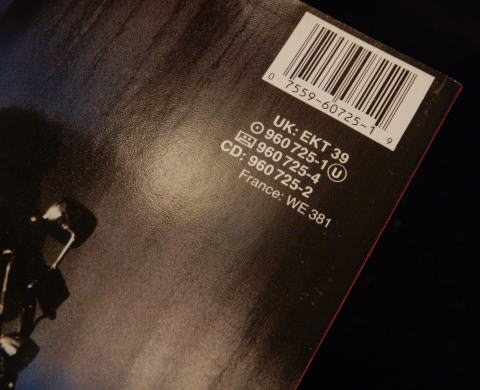 0 7559-60725-1 9
UK: EKT 39
960 725-1 U
960 725-4
CD: 960 725-2
France: WE 381